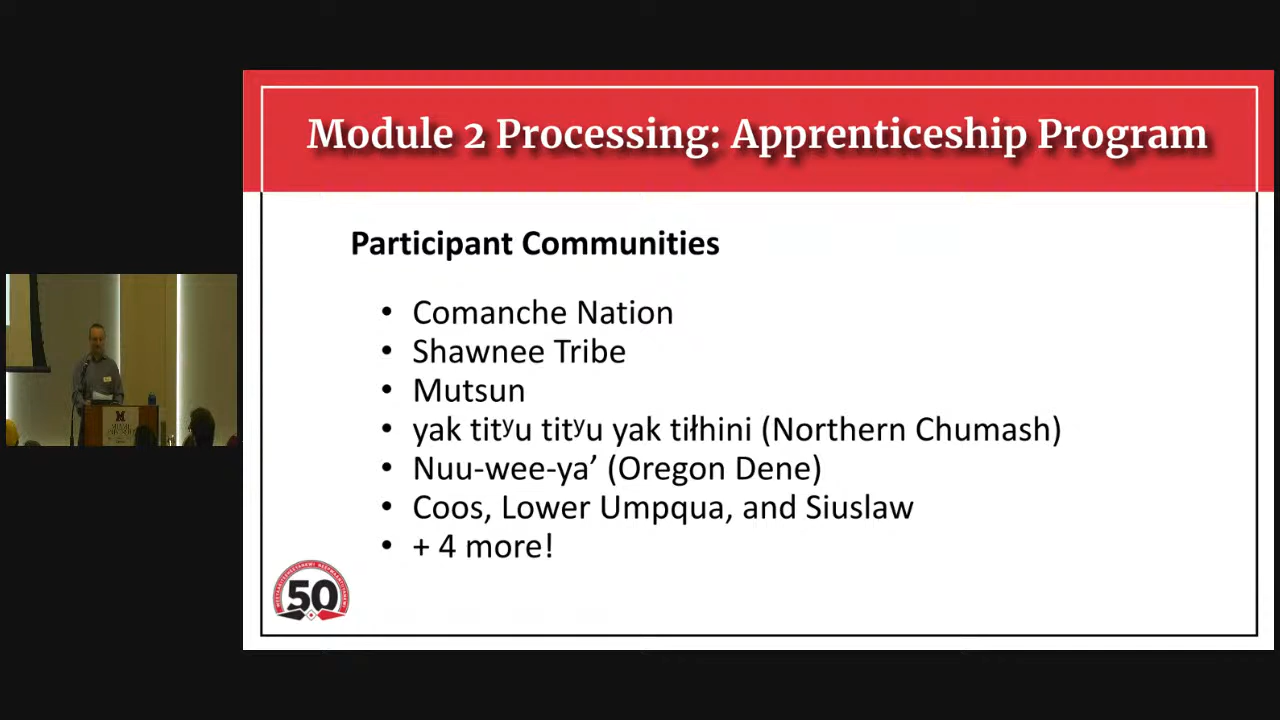 Module 2 Processing: Apprenticeship Program
Participant Communities
• Comanche Nation
• Shawnee Tribe
• Mutsun
• yak titʸu titʸu yak tiłhini (Northern Chumash)
• Nuu-wee-ya’ (Oregon Dene)
• Coos, Lower Umpqua, and Siuslaw
• + 4 more!
50
M